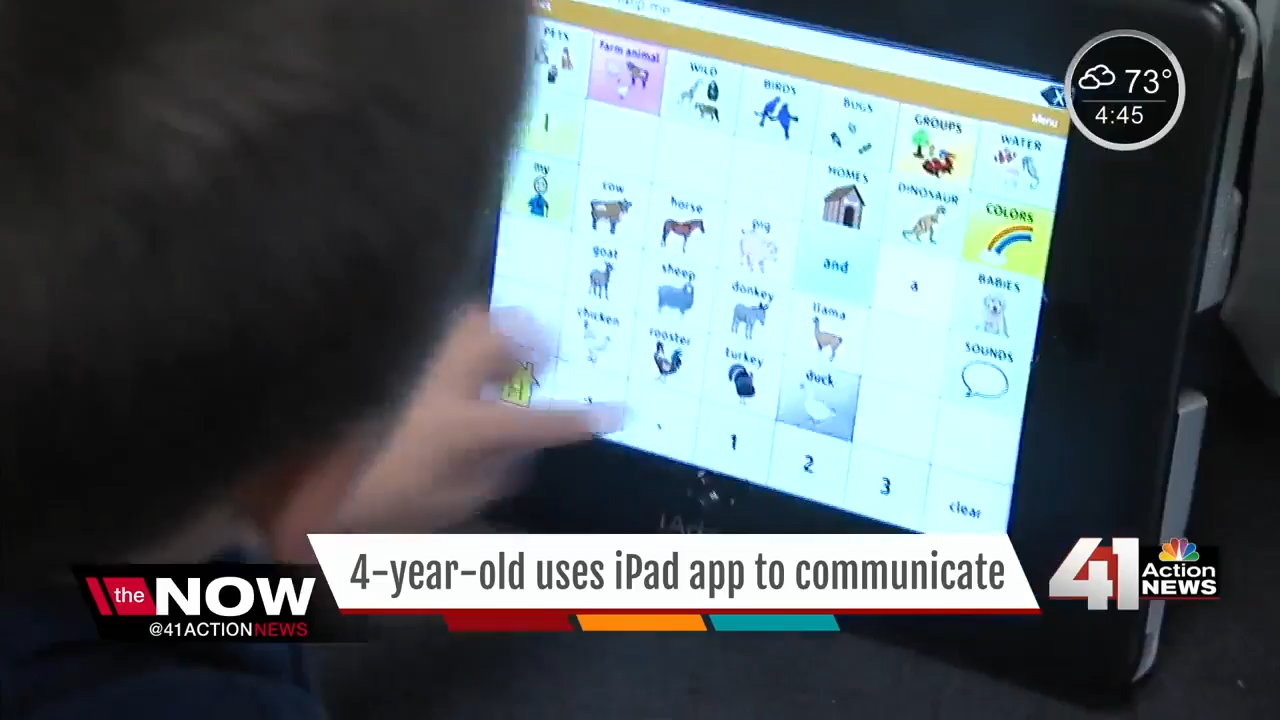 PETS
farm animal
WILD
BIRDS
BUGS
GROUPS
WATER
Menu
73°
4:45
I
my
cow
horse
pig
HOMES
DINOSAUR
COLORS
goat
sheep
donkey
and
a
BABIES
chicken
rooster
turkey
llama
duck
SOUNDS
1
2
3
clear
4-year-old uses iPad app to communicate
the NOW
@41ACTIONNEWS
41 Action
NEWS